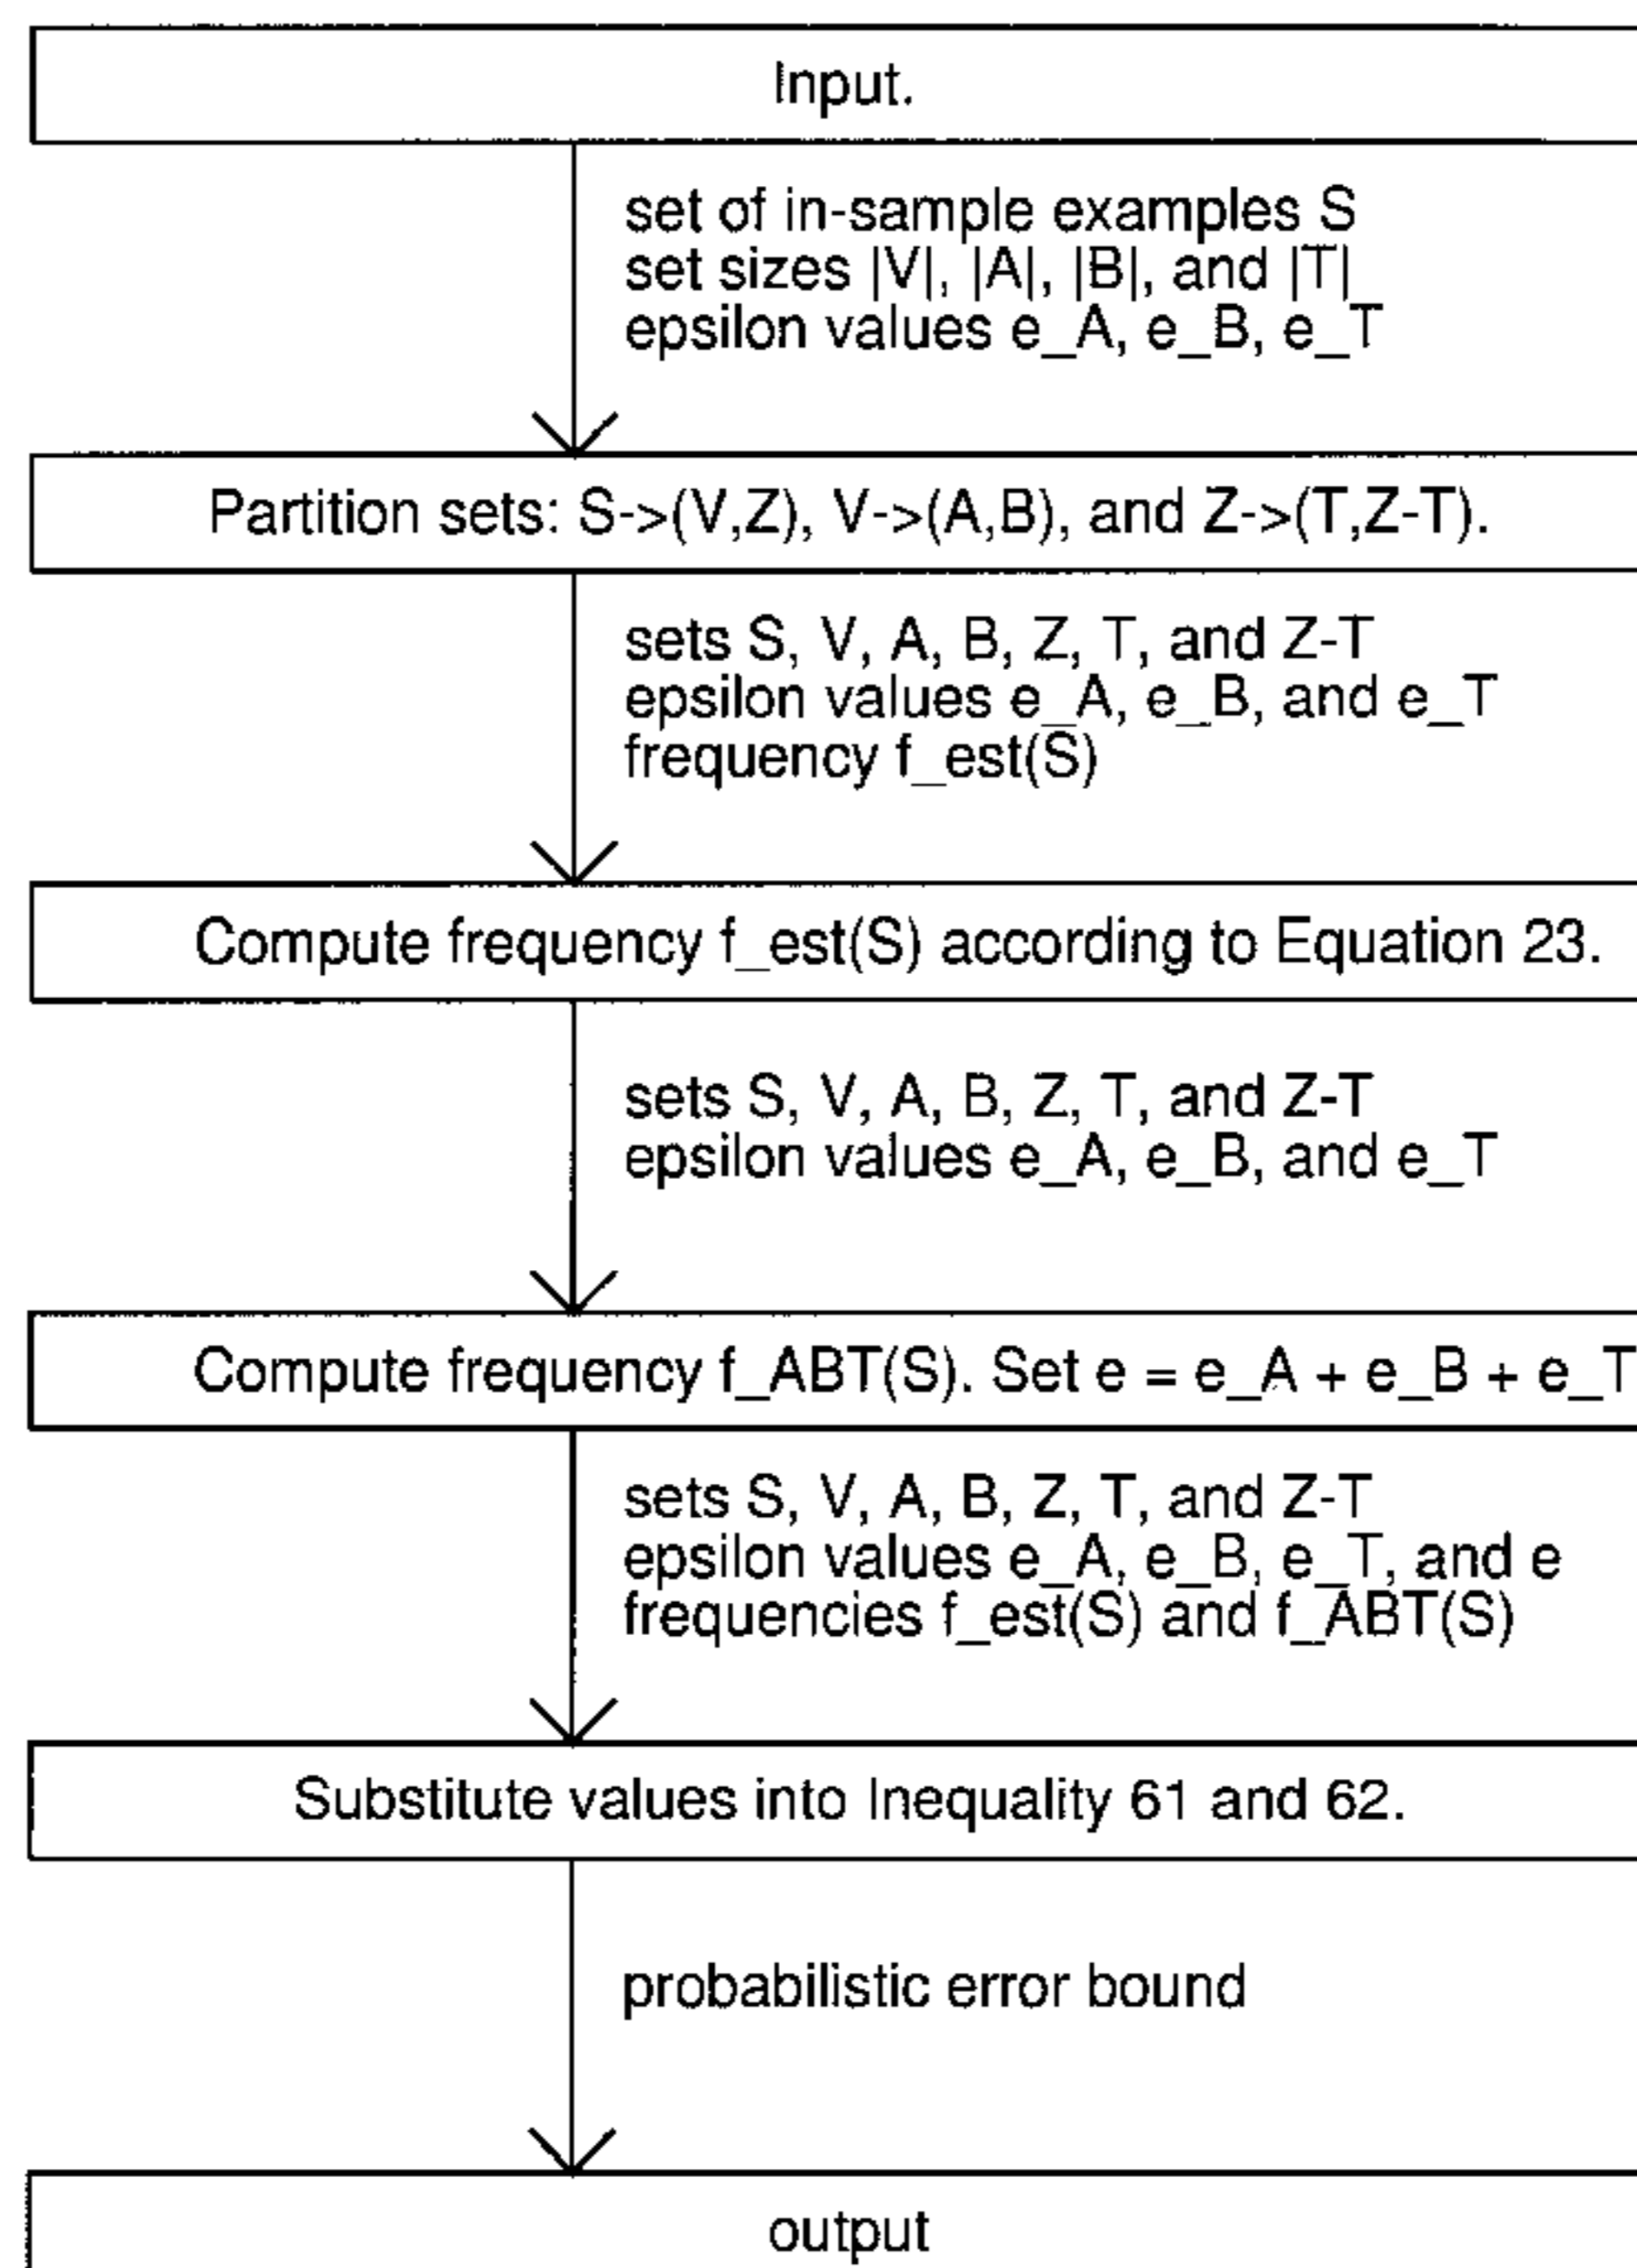 Input.
set of in-sample examples S
set sizes |V|, |A|, |B|, and |T|
epsilon values e_A, e_B, e_T
Partition sets: S->(V,Z), V->(A,B), and Z->(T,Z-T).
sets S, V, A, B, Z, T, and Z-T
epsilon values e_A, e_B, and e_T
frequency f_est(S)
Compute frequency f_est(S) according to Equation 23.
sets S, V, A, B, Z, T, and Z-T
epsilon values e_A, e_B, and e_T
Compute frequency f_ABT(S). Set e = e_A + e_B + e_T
sets S, V, A, B, Z, T, and Z-T
epsilon values e_A, e_B, e_T, and e
frequencies f_est(S) and f_ABT(S)
Substitute values into Inequality 61 and 62.
probabilistic error bound
output